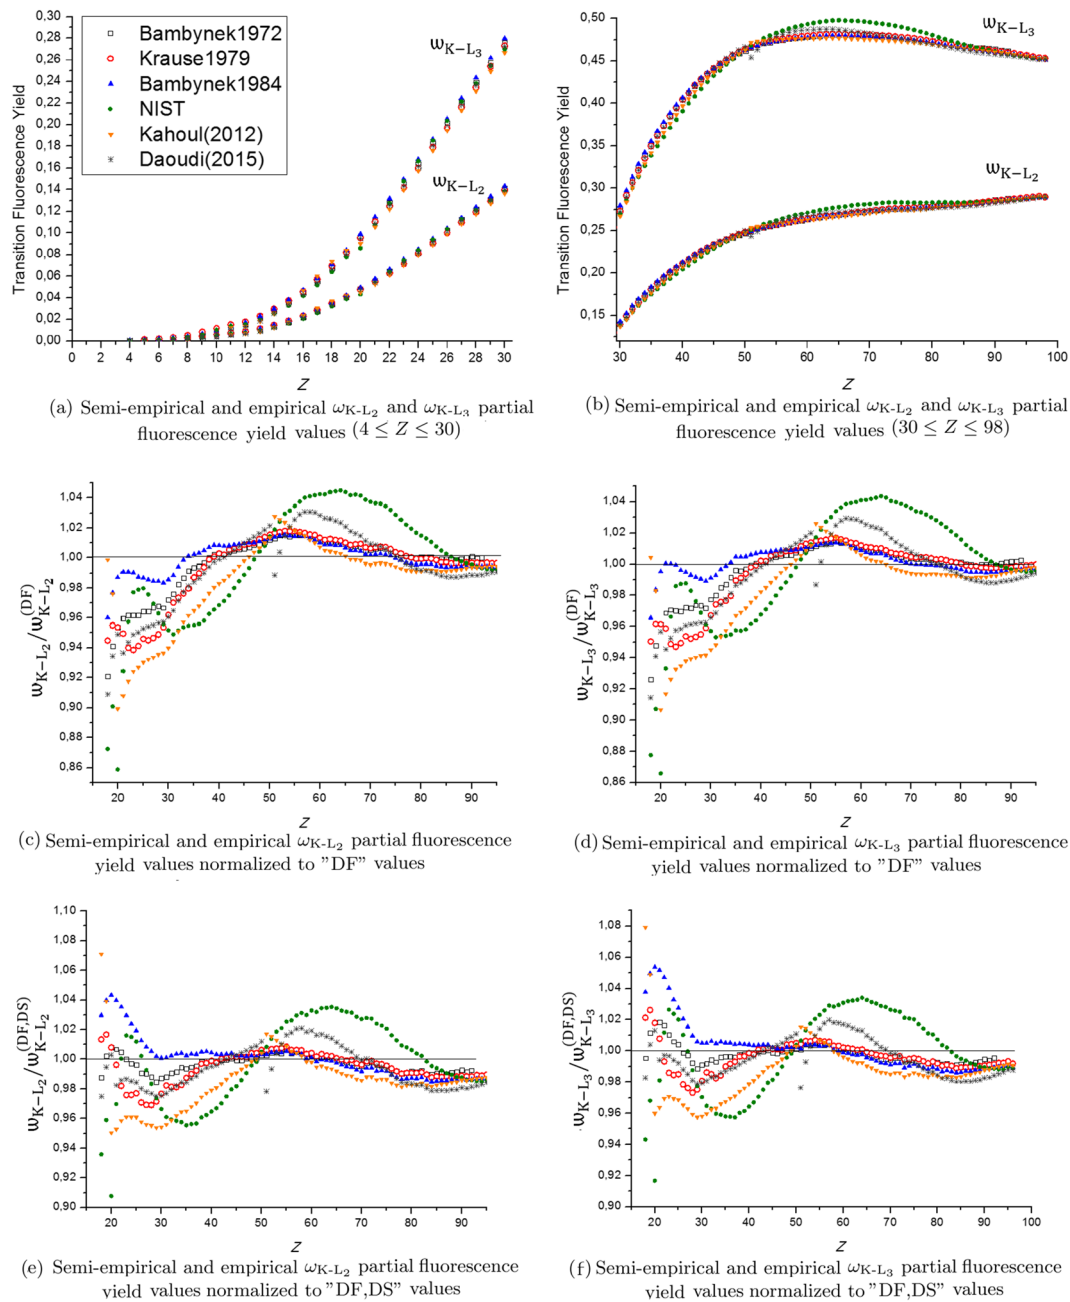 0,30
0,28
0,26
0,24
0,22
0,20
0,18
0,16
0,14
0,12
0,10
0,08
0,06
0,04
0,02
0,00
Transition Fluorescence Yield
Bambynek1972
Krause1979
Bambynek1984
NIST
Kahoul(2012)
Daoudi(2015)
ωK−L3
ωK−L2
0 2 4 6 8 10 12 14 16 18 20 22 24 26 28 30
Z
(a) Semi-empirical and empirical ωK-L2 and ωK-L3 partial
fluorescence yield values (4 ≤ Z ≤ 30)
0,50
0,45
0,40
0,35
0,30
0,25
0,20
0,15
Transition Fluorescence Yield
ωK−L3
ωK−L2
30 40 50 60 70 80 90 100
Z
(b) Semi-empirical and empirical ωK-L2 and ωK-L3 partial
fluorescence yield values (30 ≤ Z ≤ 98)
1,04
1,02
1,00
0,98
0,96
0,94
0,92
0,90
0,88
0,86
ωK−L2/ωK−L2(DF)
20 30 40 50 60 70 80 90
Z
(c) Semi-empirical and empirical ωK-L2 partial fluorescence
yield values normalized to ”DF” values
1,04
1,02
1,00
0,98
0,96
0,94
0,92
0,90
0,88
0,86
ωK−L3/ωK−L3(DF)
20 30 40 50 60 70 80 90
Z
(d) Semi-empirical and empirical ωK-L3 partial fluorescence
yield values normalized to ”DF” values
1,10
1,08
1,06
1,04
1,02
1,00
0,98
0,96
0,94
0,92
0,90
ωK−L2/ωK−L2(DF,DS)
20 30 40 50 60 70 80 90
Z
(e) Semi-empirical and empirical ωK-L2 partial fluorescence
yield values normalized to ”DF,DS” values
1,08
1,06
1,04
1,02
1,00
0,98
0,96
0,94
0,92
0,90
ωK−L3/ωK−L3(DF,DS)
20 30 40 50 60 70 80 90 100
Z
(f) Semi-empirical and empirical ωK-L3 partial fluorescence
yield values normalized to ”DF,DS” values